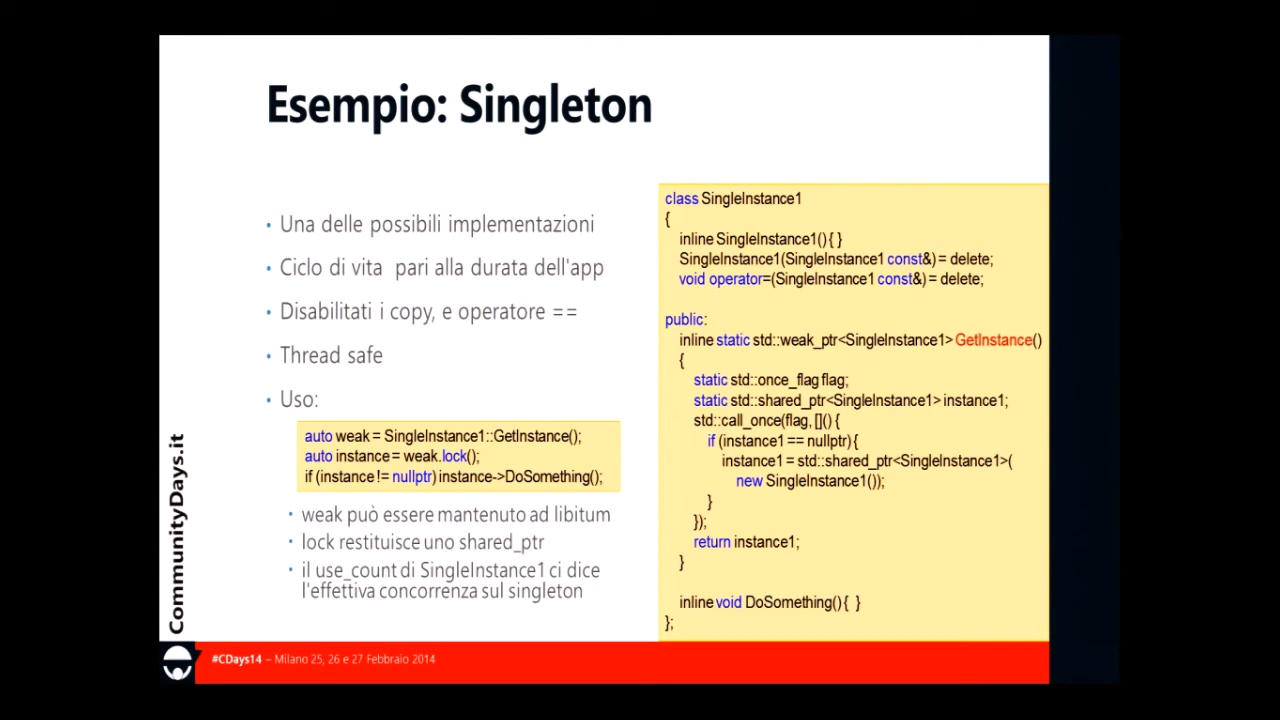 Esempio: Singleton
• Una delle possibili implementazioni
• Ciclo di vita pari alla durata dell'app
• Disabilitati i copy, e operatore ==
• Thread safe
• Uso:
auto weak = SingleInstance1::GetInstance();
auto instance = weak.lock();
if (instance != nullptr) instance->DoSomething();
• weak può essere mantenuto ad libitum
• lock restituisce uno shared_ptr
• il use_count di SingleInstance1 ci dice
l'effettiva concorrenza sul singleton
class SingleInstance1
{
inline SingleInstance1(){ }
SingleInstance1(SingleInstance1 const&) = delete;
void operator=(SingleInstance1 const&) = delete;
public:
inline static std::weak_ptr<SingleInstance1> GetInstance()
{
static std::once_flag flag;
static std::shared_ptr<SingleInstance1> instance1;
std::call_once(flag, []() {
if (instance1 == nullptr) {
instance1 = std::shared_ptr<SingleInstance1>(
new SingleInstance1());
}
});
return instance1;
}
inline void DoSomething() { }
};
CommunityDays.it
#CDays14 – Milano 25, 26 e 27 Febbraio 2014